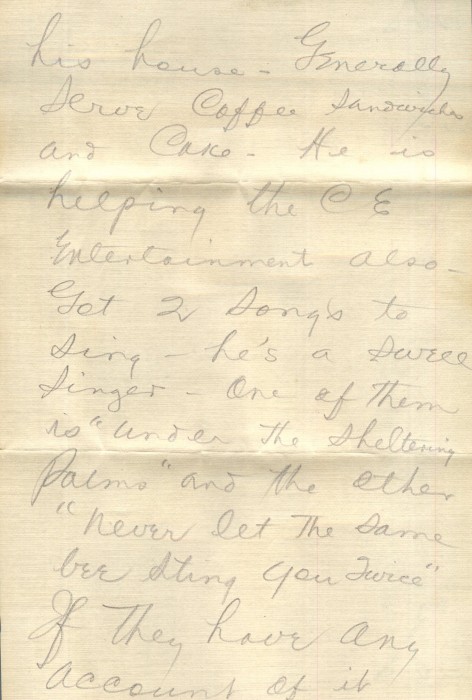 his house - Generally
Serve Coffee Sandwiches
and Cake - He is
helping the C E
Entertainment also -
Got 2 Songs to
Sing - he's a swell
Singer - One of them
is "under the sheltering
Palms" and the other
"Never let the same
bee sting you Twice"
If they have any
account of it